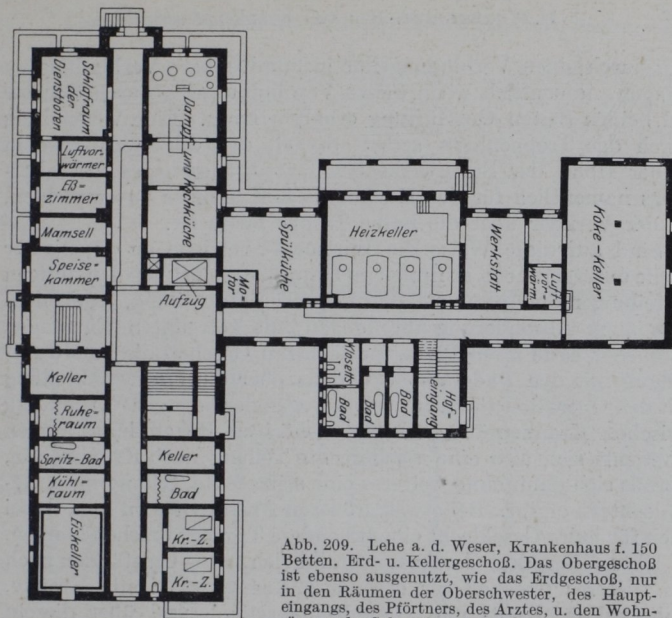 Schlafraum
der
Dienstboten
Luftvor-
wärmer
Eß-
zimmer
Mamsell
Speise-
kammer
Keller
Ruhe-
raum
Spritz-Bad
Kühl-
raum
Eiskeller
Dampf- und Kochküche
Aufzug
Keller
Bad
Kr.-Z.
Kr.-Z.
Spülküche
Mo-
tor
Heizkeller
Werkstatt
Luft-
vor-
wärm.
Koke-Keller
Klosetts
Bad
Bad
Bad
Hof-
eingang
Abb. 209. Lehe a. d. Weser, Krankenhaus f. 150
Betten. Erd- u. Kellergeschoß. Das Obergeschoß
ist ebenso ausgenutzt, wie das Erdgeschoß, nur
in den Räumen der Oberschwester, des Haupt-
eingangs, des Pförtners, des Arztes, u. den Wohn-